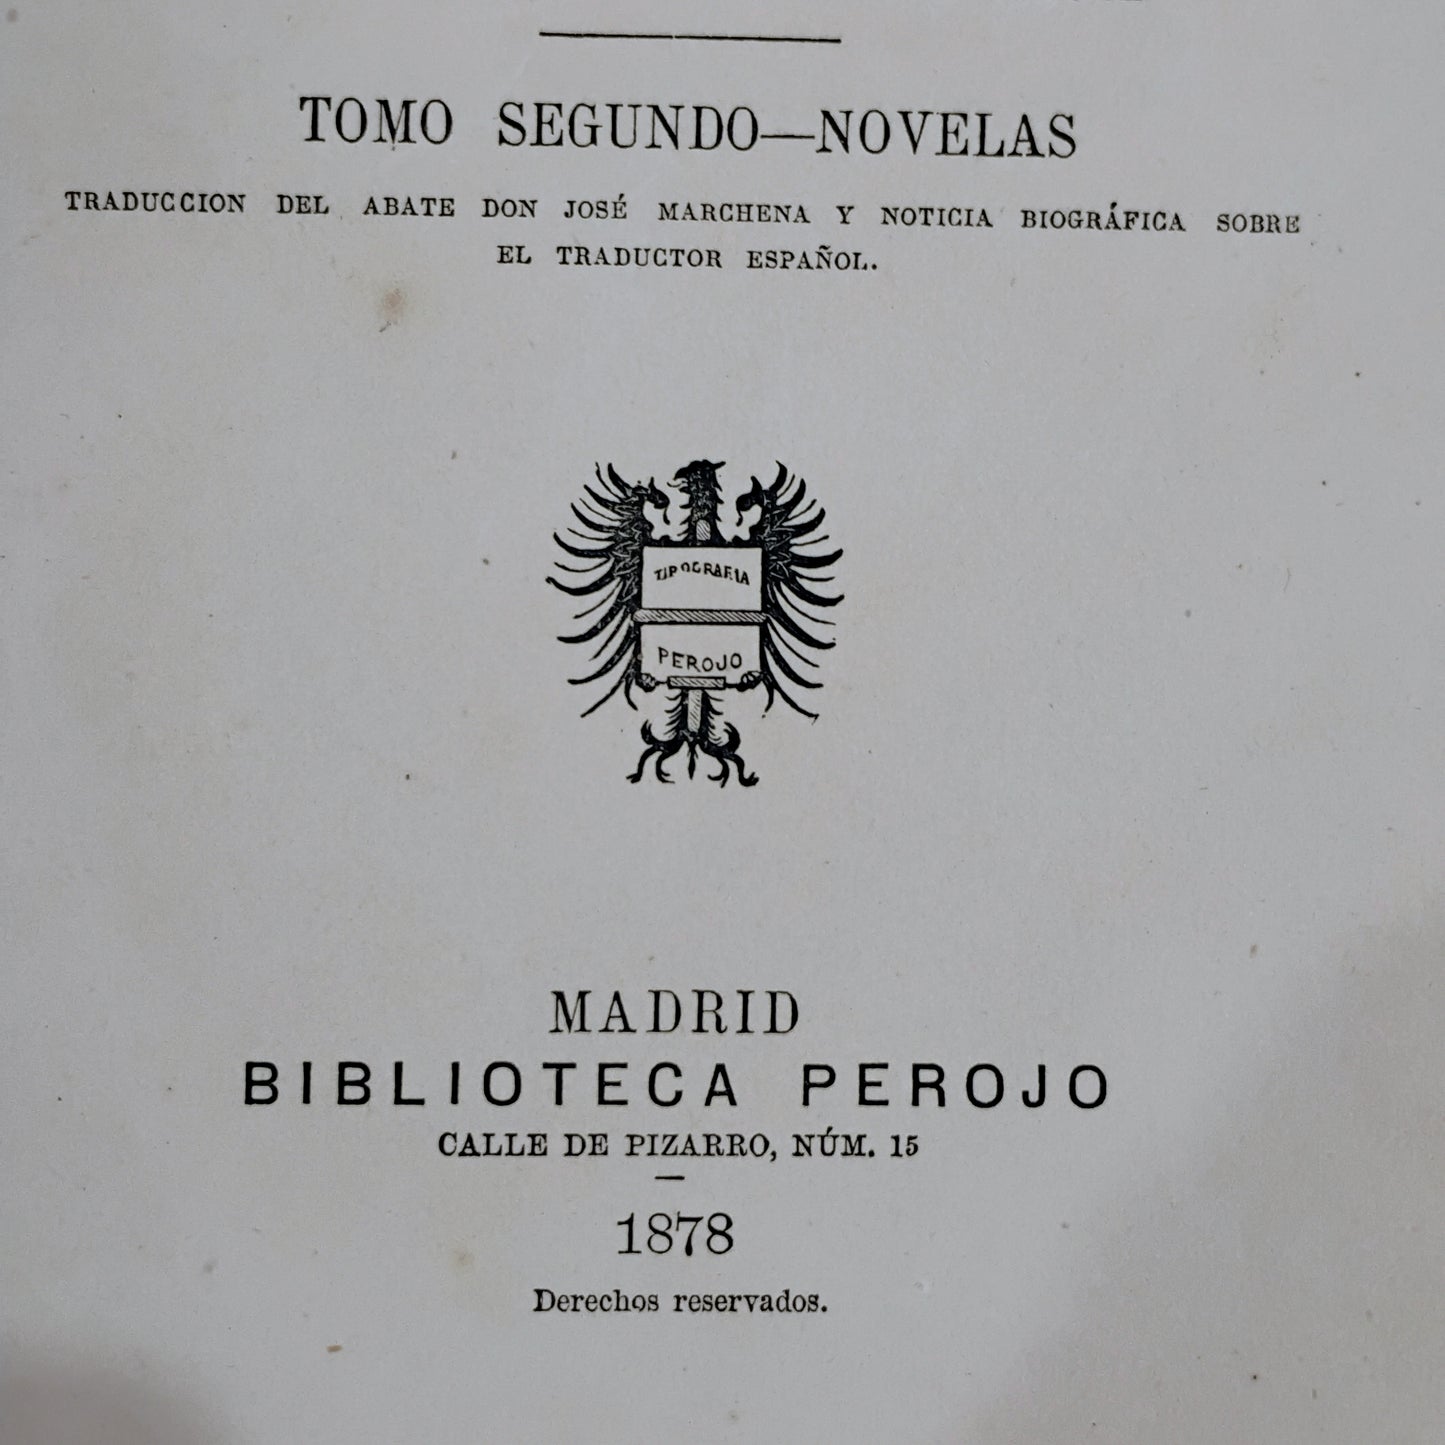 TOMO SEGUNDO—NOVELAS
TRADUCCION DEL ABATE DON JOSÉ MARCHENA Y NOTICIA BIOGRÁFICA SOBRE
EL TRADUCTOR ESPAÑOL.
TIPOGRAFIA
PEROJO
MADRID
BIBLIOTECA PEROJO
CALLE DE PIZARRO, NÚM. 15
1878
Derechos reservados.